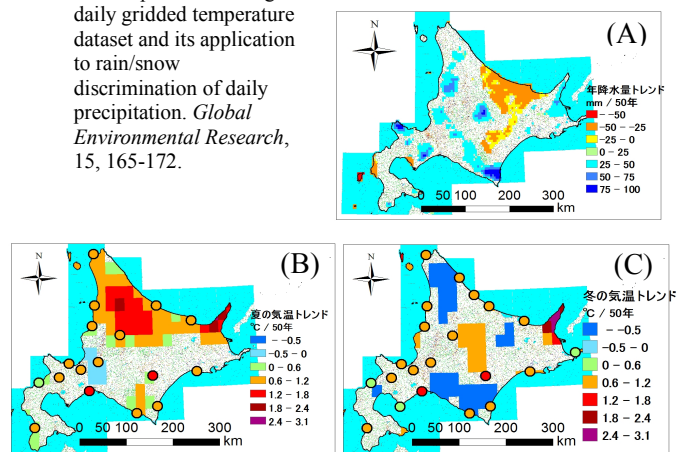 daily gridded temperature
dataset and its application
to rain/snow
discrimination of daily
precipitation. Global
Environmental Research,
15, 165-172.
(A)
N
年降水量トレンド
mm / 50年
- -50
-50 - -25
-25 - 0
0 - 25
25 - 50
50 - 75
75 - 100
0 50 100 200 300
km
(B)
N
夏の気温トレンド
℃ / 50年
- -0.5
-0.5 - 0
0 - 0.6
0.6 - 1.2
1.2 - 1.8
1.8 - 2.4
2.4 - 3.1
0 50 100 200 300
km
(C)
N
冬の気温トレンド
℃ / 50年
- -0.5
-0.5 - 0
0 - 0.6
0.6 - 1.2
1.2 - 1.8
1.8 - 2.4
2.4 - 3.1
0 50 100 200 300
km